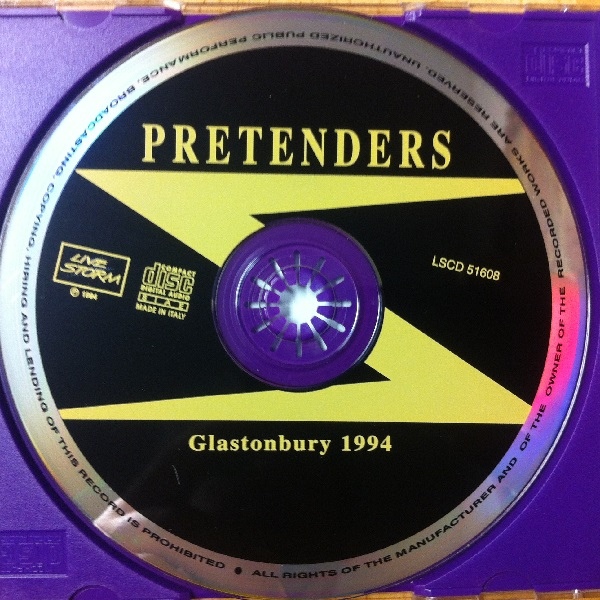 PRETENDERS
LIVE
STORM
℗ 1994
COMPACT
disc
DIGITAL AUDIO
S.I.A.E.
MADE IN ITALY
LSCD 51608
Glastonbury 1994
ALL RIGHTS OF THE MANUFACTURER AND OF THE OWNER OF THE RECORDED WORKS ARE RESERVED. UNAUTHORIZED PUBLIC PERFORMANCE, BROADCASTING, COPYING, HIRING AND LENDING OF THIS RECORD IS PROHIBITED •
disc